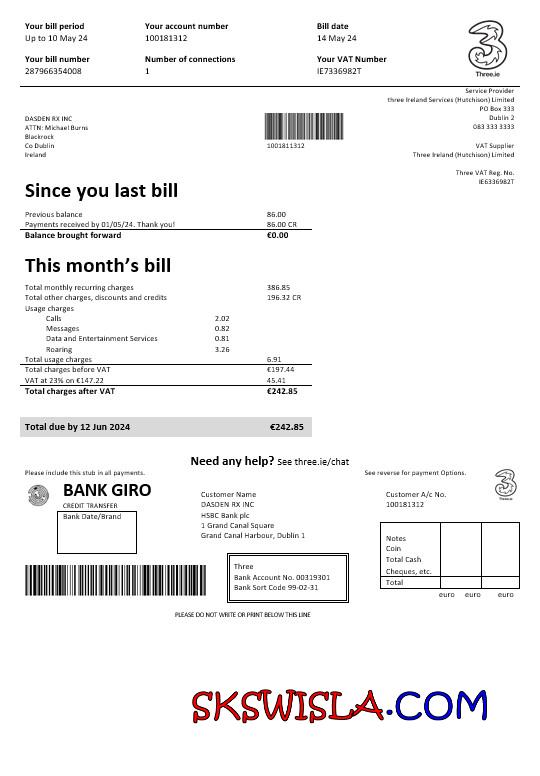 Your bill period
Your account number
Bill date
Up to 10 May 24
100181312
14 May 24
Your bill number
Number of connections
Your VAT Number
287966354008
1
IE7336982T
Three.ie
Service Provider
three Ireland Services (Hutchison) Limited
PO Box 333
Dublin 2
083 333 3333
VAT Supplier
Three Ireland (Hutchison) Limited
Three VAT Reg. No.
IE6336982T
DASDEN RX INC
ATTN: Michael Burns
Blackrock
Co Dublin
Ireland
1001811312
Since you last bill
Previous balance 86.00
Payments received by 01/05/24. Thank you! 86.00 CR
Balance brought forward €0.00
This month’s bill
Total monthly recurring charges 386.85
Total other charges, discounts and credits 196.32 CR
Usage charges
Calls 2.02
Messages 0.82
Data and Entertainment Services 0.81
Roaring 3.26
Total usage charges 6.91
Total charges before VAT €197.44
VAT at 23% on €147.22 45.41
Total charges after VAT €242.85
Total due by 12 Jun 2024 €242.85
Need any help? See three.ie/chat
Please include this stub in all payments.
See reverse for payment Options.
BANK GIRO
CREDIT TRANSFER
Bank Date/Brand
Customer Name
DASDEN RX INC
HSBC Bank plc
1 Grand Canal Square
Grand Canal Harbour, Dublin 1
Customer A/c No.
100181312
Three
Bank Account No. 00319301
Bank Sort Code 99-02-31
Notes
Coin
Total Cash
Cheques, etc.
Total
euro euro euro
PLEASE DO NOT WRITE OR PRINT BELOW THIS LINE
SKSWISLA.COM